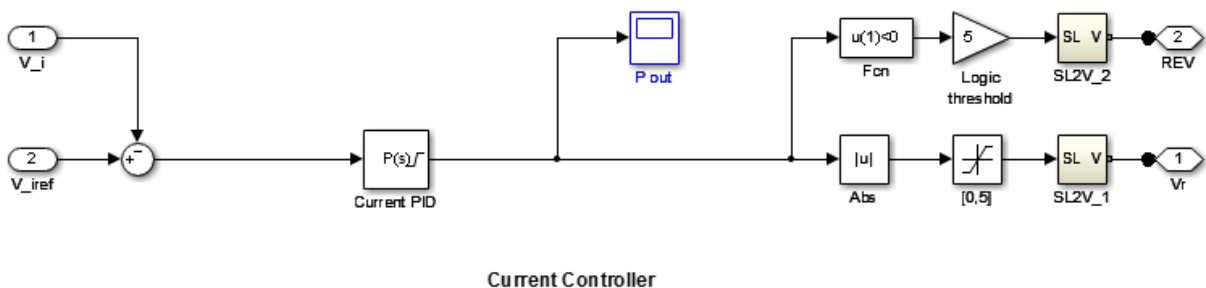 1
V_i
2
V_iref
+
−
P(s)
Current PID
P out
u(1)<0
Fcn
5
Logic
threshold
SL V
SL2V_2
2
REV
|u|
Abs
[0,5]
SL V
SL2V_1
1
Vr
Current Controller